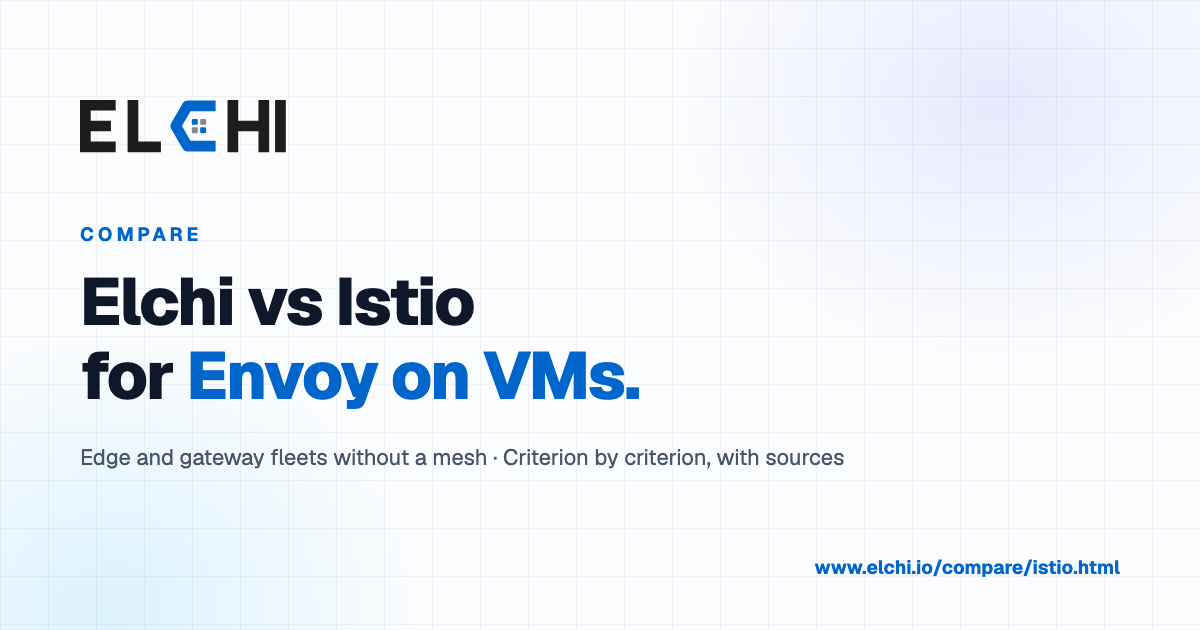 ELCHI
COMPARE
Elchi vs Istio
for Envoy on VMs.
Edge and gateway fleets without a mesh · Criterion by criterion, with sources
www.elchi.io/compare/istio.html